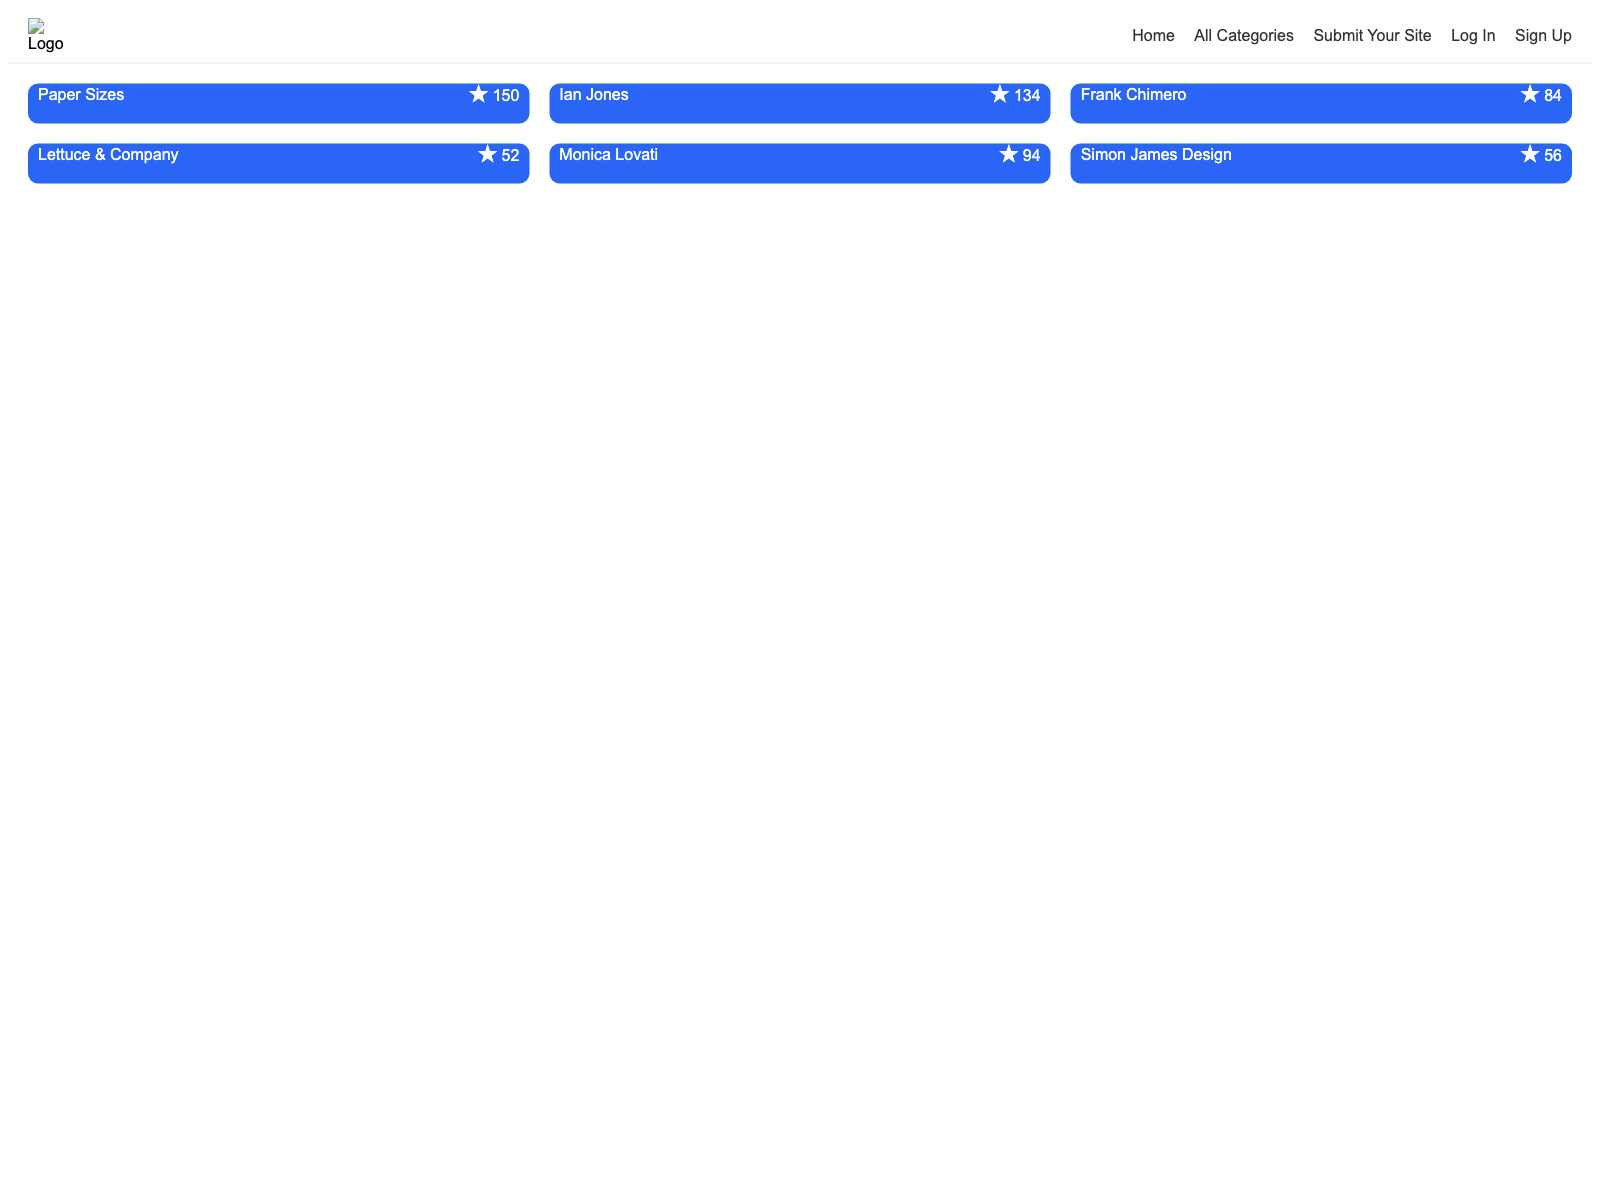 Logo
Home All Categories Submit Your Site Log In Sign Up
Paper Sizes ★ 150
Ian Jones ★ 134
Frank Chimero ★ 84
Lettuce & Company ★ 52
Monica Lovati ★ 94
Simon James Design ★ 56